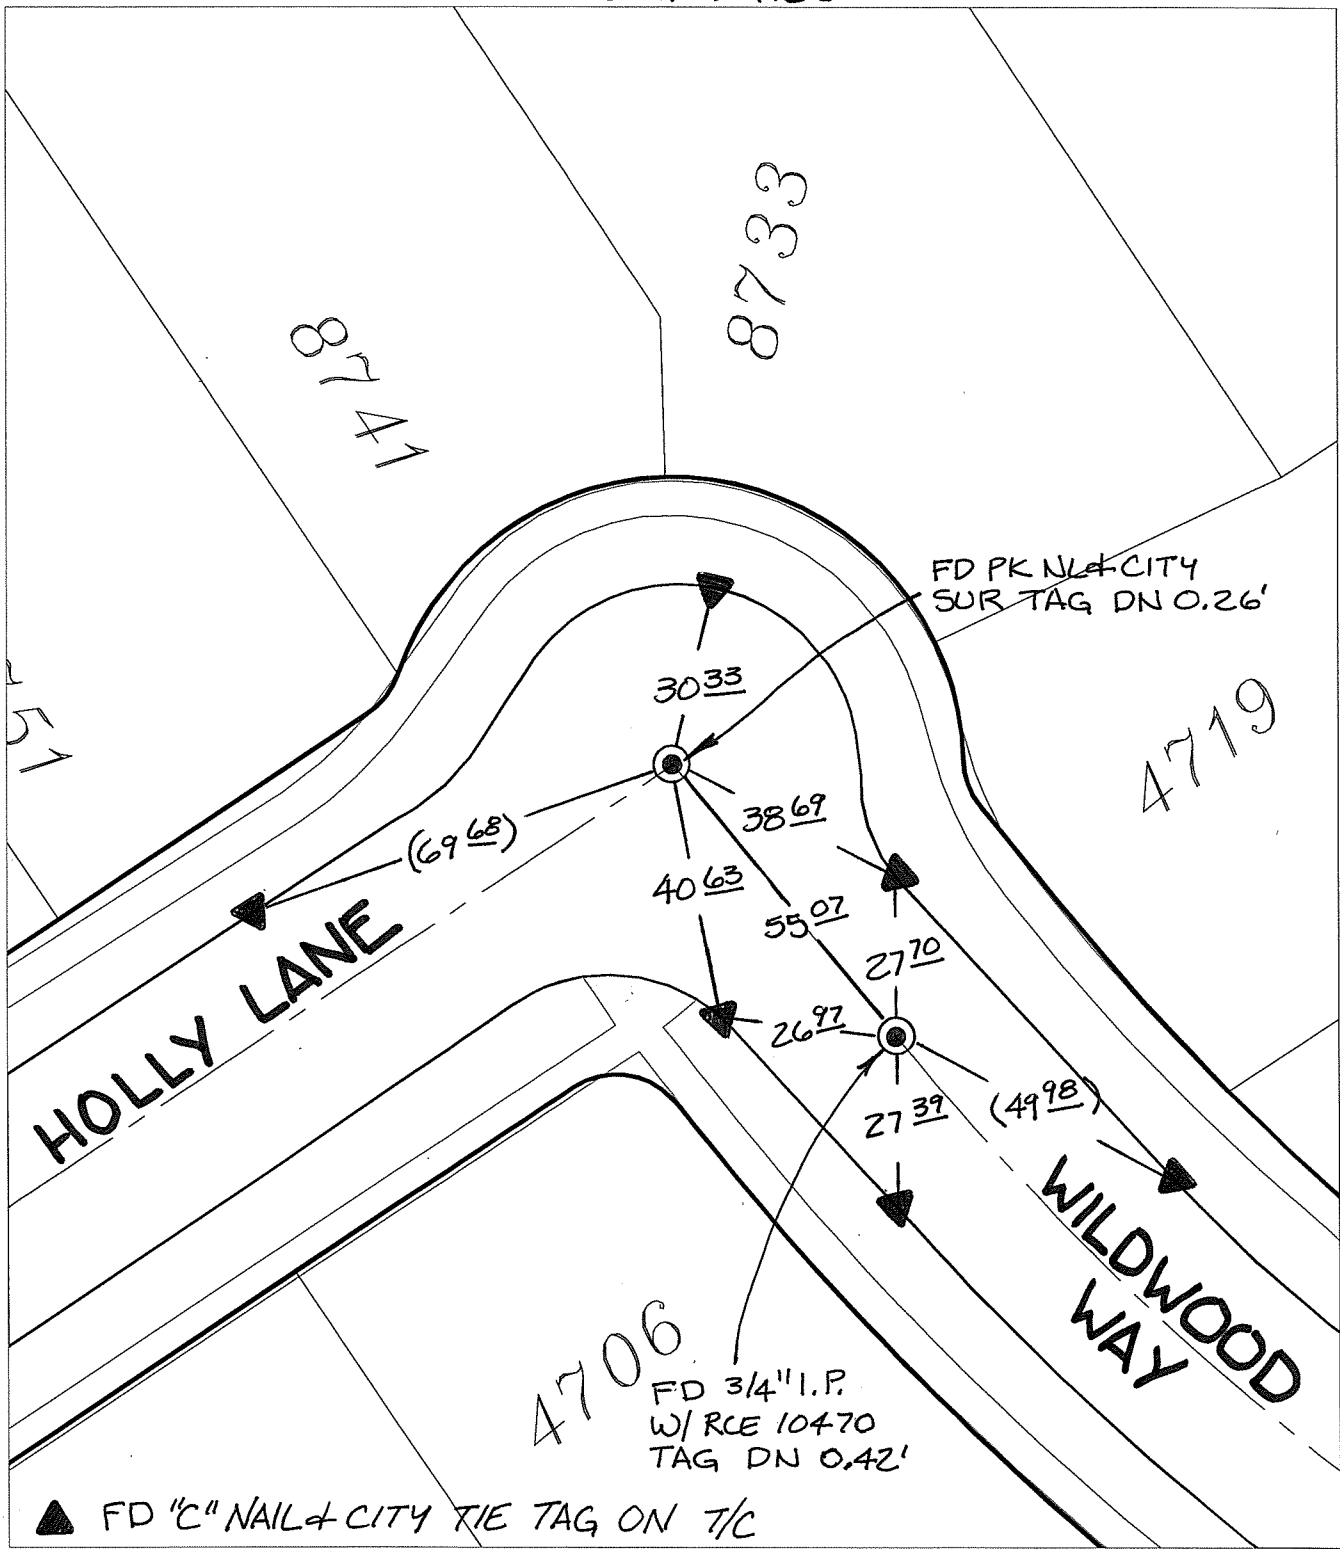 8733
8741
FD PK NL & CITY
SUR TAG DN 0.26'
30 33
4719
51
38 69
(69 68)
40 63
55 07
HOLLY LANE
27 70
26 97
27 39
(49 98)
WILDWOOD
WAY
4706
FD 3/4" I.P.
W/ RCE 10470
TAG DN 0.42'
▲ FD "C" NAIL & CITY TIE TAG ON T/C